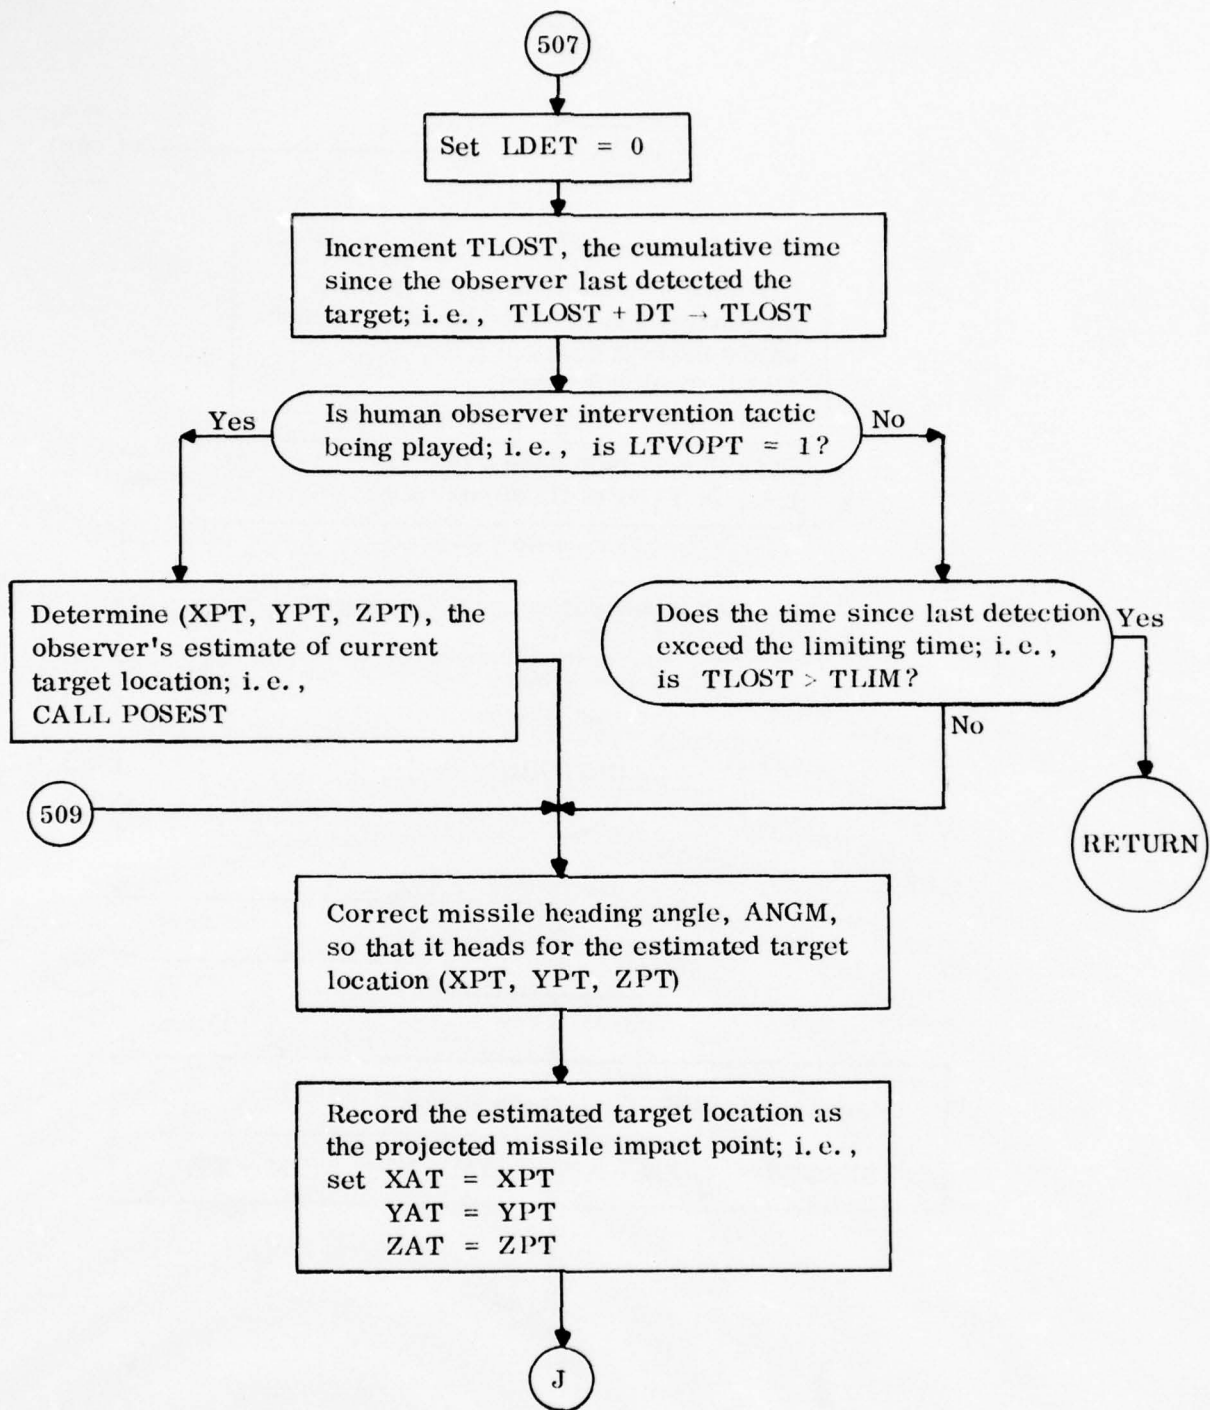 507
Set LDET = 0
Increment TLOST, the cumulative time
since the observer last detected the
target; i. e., TLOST + DT → TLOST
Is human observer intervention tactic
being played; i. e., is LTVOPT = 1?
Yes
No
Determine (XPT, YPT, ZPT), the
observer's estimate of current
target location; i. e.,
CALL POSEST
Does the time since last detection
exceed the limiting time; i. e.,
is TLOST > TLIM?
Yes
No
509
RETURN
Correct missile heading angle, ANGM,
so that it heads for the estimated target
location (XPT, YPT, ZPT)
Record the estimated target location as
the projected missile impact point; i. e.,
set XAT = XPT
YAT = YPT
ZAT = ZPT
J